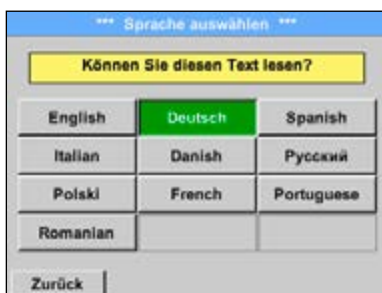 *** Sprache auswählen ***
Können Sie diesen Text lesen?
English Deutsch Spanish
Italian Danish Русский
Polski French Portuguese
Romanian
Zurück